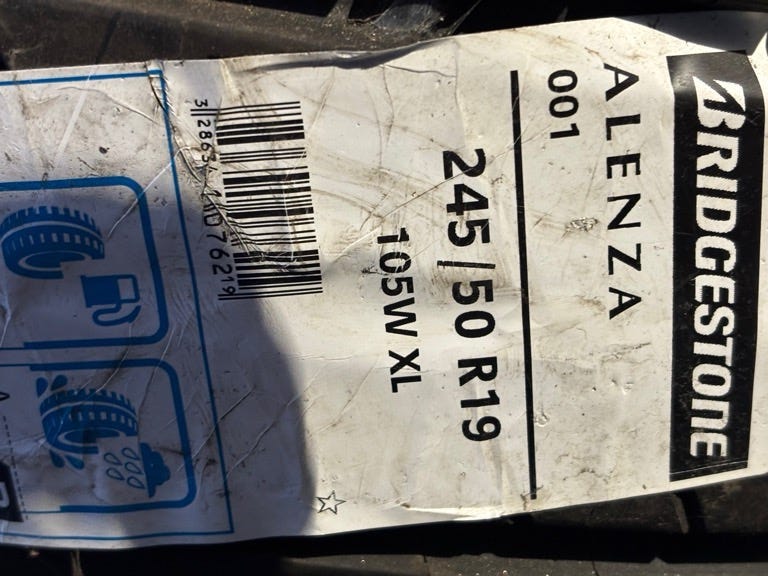 BRIDGESTONE
ALENZA
001
245/50 R19
105W XL